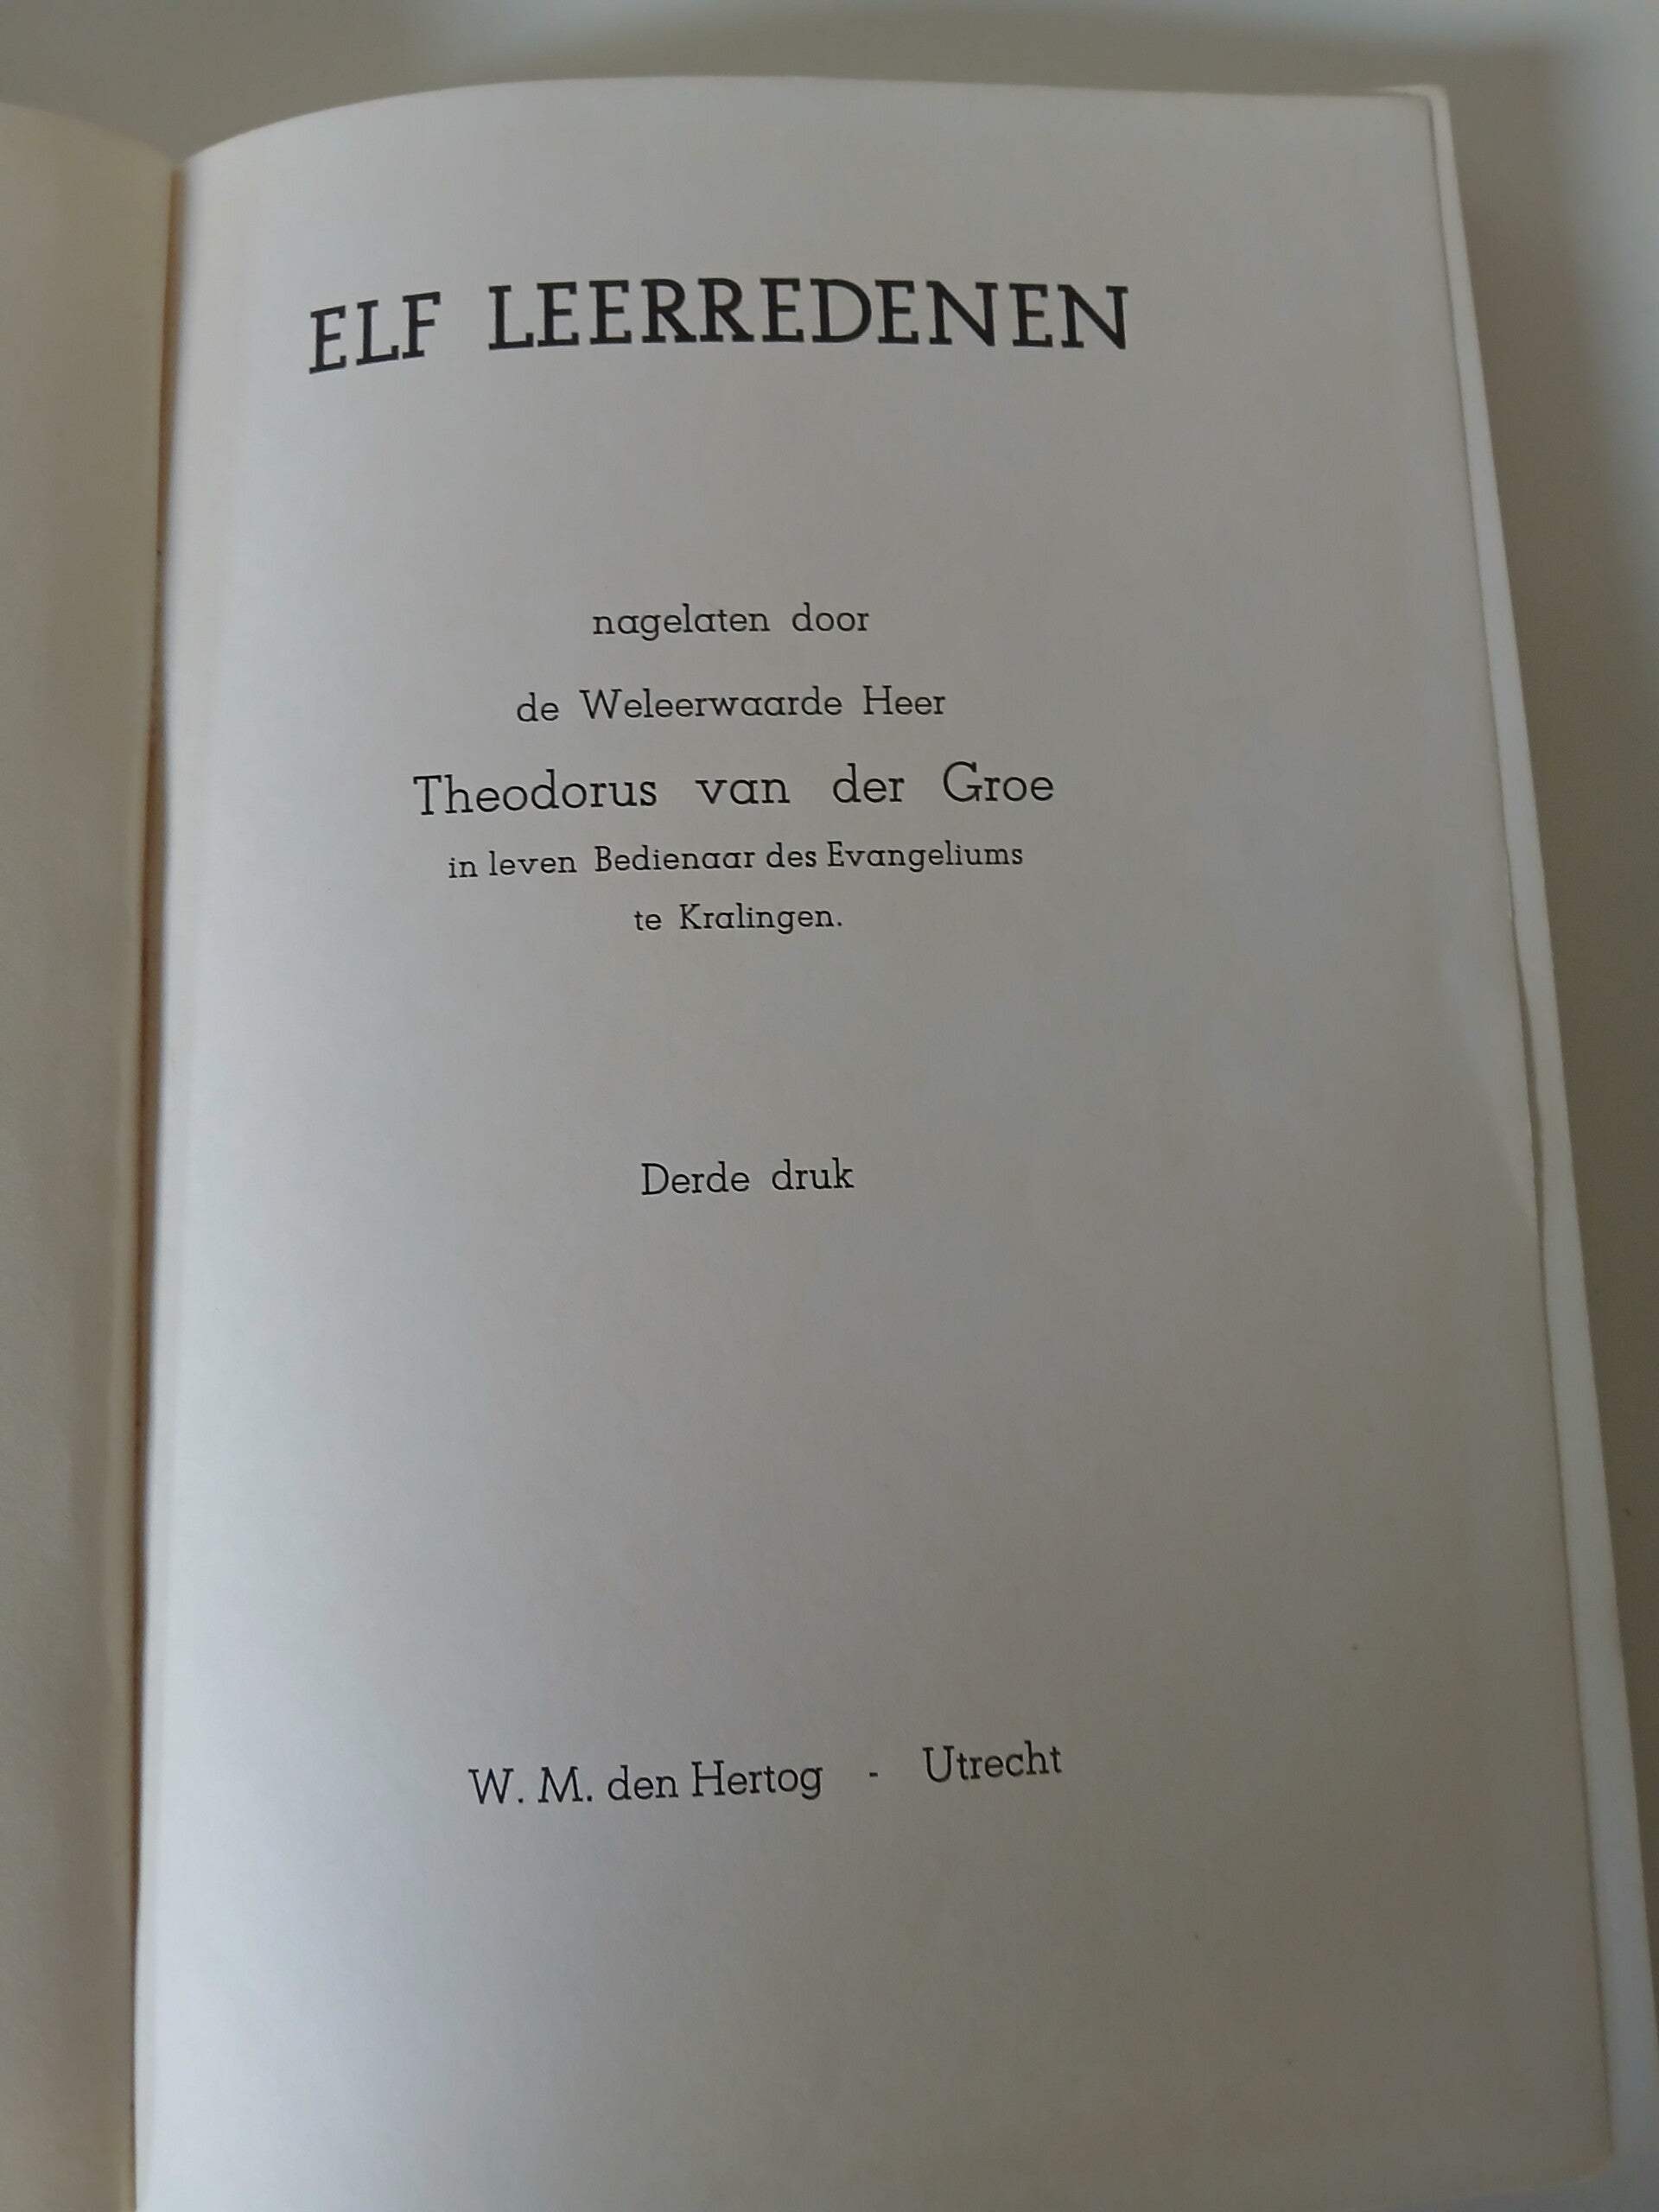 ELF LEERREDENEN
nagelaten door
de Weleerwaarde Heer
Theodorus van der Groe
in leven Bedienaar des Evangeliums
te Kralingen.
Derde druk
W. M. den Hertog - Utrecht